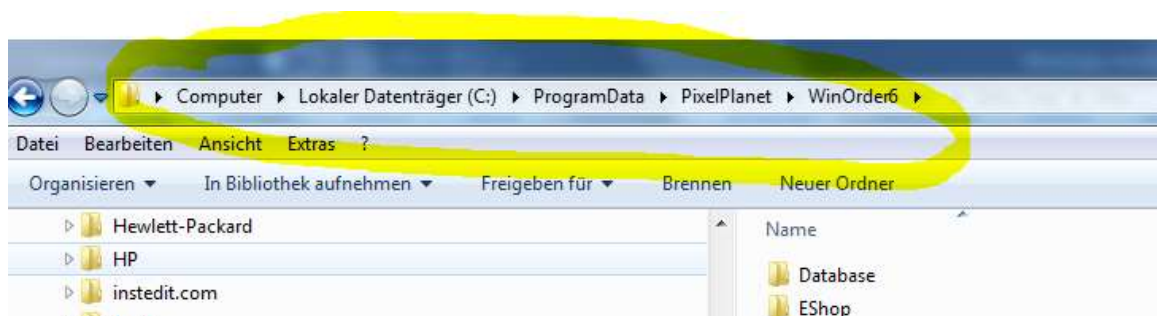 Computer ▸ Lokaler Datenträger (C:) ▸ ProgramData ▸ PixelPlanet ▸ WinOrder6 ▸
Datei Bearbeiten Ansicht Extras ?
Organisieren ▾ In Bibliothek aufnehmen ▾ Freigeben für ▾ Brennen Neuer Ordner
Hewlett-Packard
HP
instedit.com
Name
Database
EShop